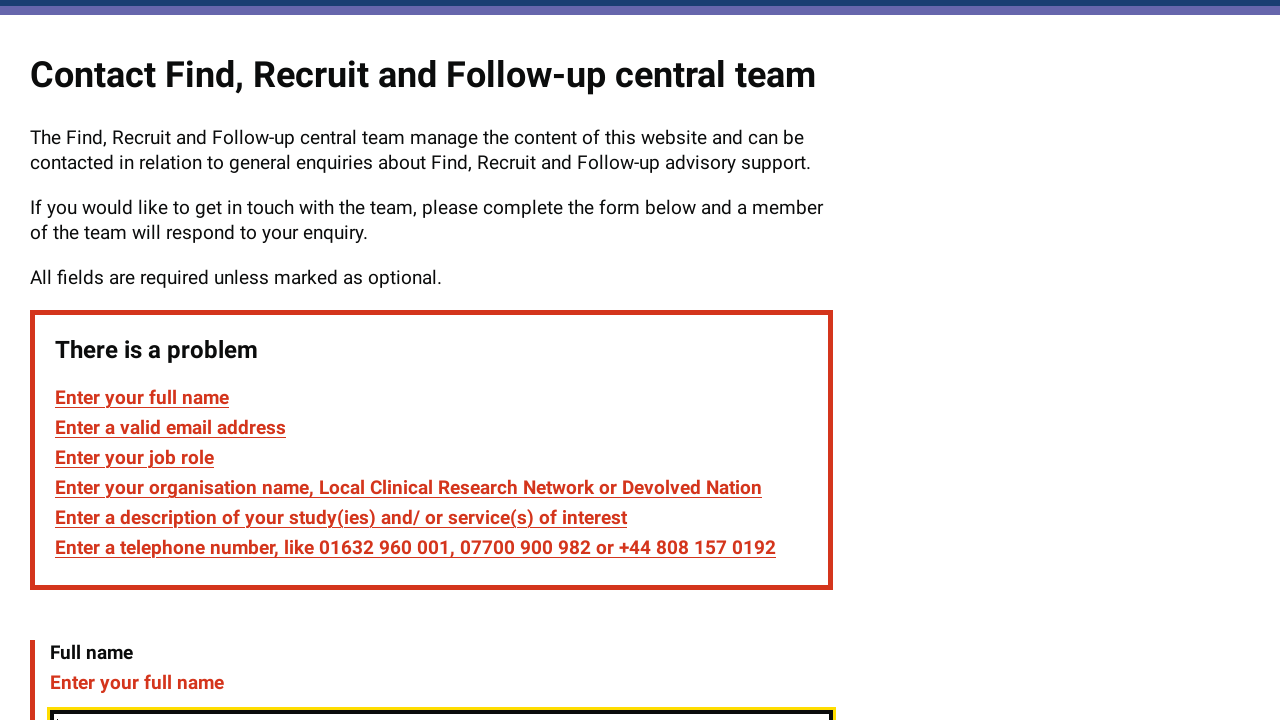 Contact Find, Recruit and Follow-up central team
The Find, Recruit and Follow-up central team manage the content of this website and can be
contacted in relation to general enquiries about Find, Recruit and Follow-up advisory support.
If you would like to get in touch with the team, please complete the form below and a member
of the team will respond to your enquiry.
All fields are required unless marked as optional.
There is a problem
Enter your full name
Enter a valid email address
Enter your job role
Enter your organisation name, Local Clinical Research Network or Devolved Nation
Enter a description of your study(ies) and/ or service(s) of interest
Enter a telephone number, like 01632 960 001, 07700 900 982 or +44 808 157 0192
Full name
Enter your full name